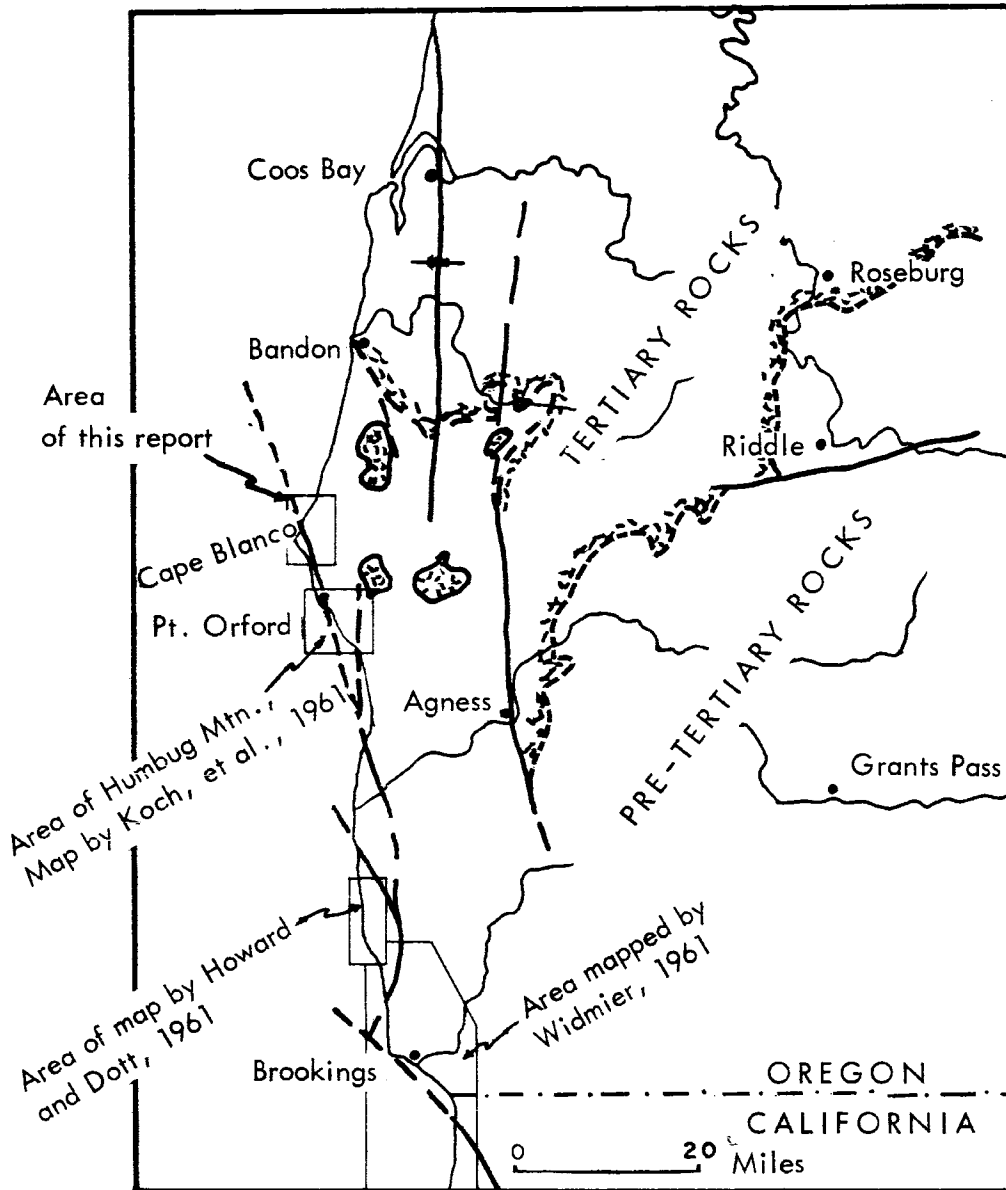 Coos Bay
TERTIARY ROCKS
Roseburg
Bandon
Area
of this report
Riddle
Cape Blanco
Pt. Orford
PRE-TERTIARY ROCKS
Agness
Grants Pass
Area of Humbug Mtn.,
Map by Koch, et al., 1961
Area of map by Howard
and Dott, 1961
Area mapped by
Widmier, 1961
Brookings
OREGON
CALIFORNIA
0 20
Miles